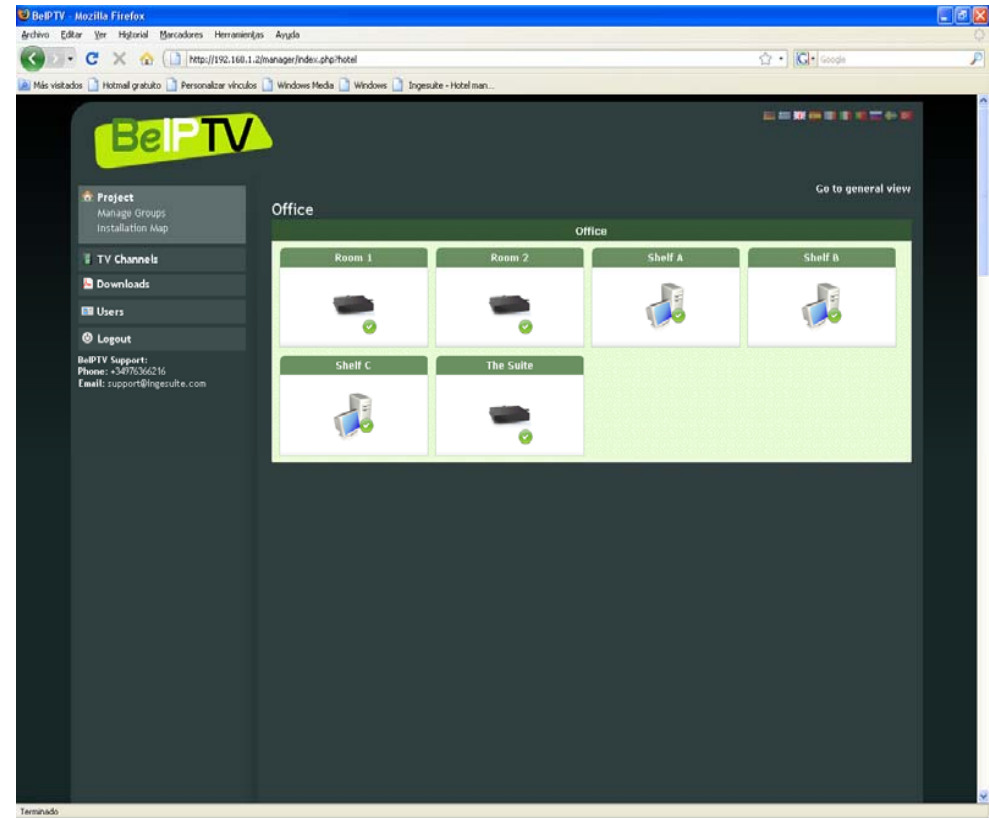 BeIPTV - Mozilla Firefox
Archivo Editar Ver Historial Marcadores Herramientas Ayuda
http://192.168.1.2/manager/index.php?hotel
Google
Más visitados Hotmail gratuito Personalizar vínculos Windows Media Windows Ingesuite - Hotel man...
BeIPTV
Go to general view
Project
Manage Groups
Installation Map
TV Channels
Downloads
Users
Logout
BeIPTV Support:
Phone: +34976366216
Email: support@ingesuite.com
Office
Office
Room 1 Room 2 Shelf A Shelf B
Shelf C The Suite
Terminado